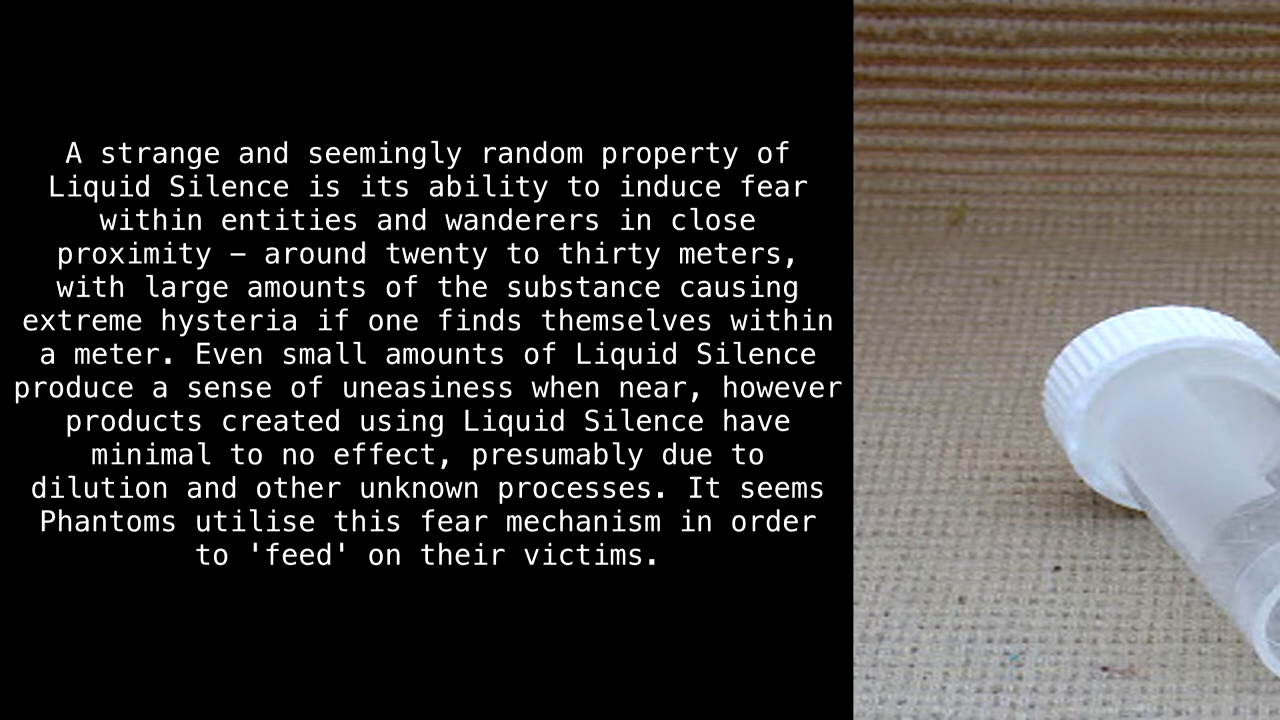 A strange and seemingly random property of
Liquid Silence is its ability to induce fear
within entities and wanderers in close
proximity – around twenty to thirty meters,
with large amounts of the substance causing
extreme hysteria if one finds themselves within
a meter. Even small amounts of Liquid Silence
produce a sense of uneasiness when near, however
products created using Liquid Silence have
minimal to no effect, presumably due to
dilution and other unknown processes. It seems
Phantoms utilise this fear mechanism in order
to 'feed' on their victims.